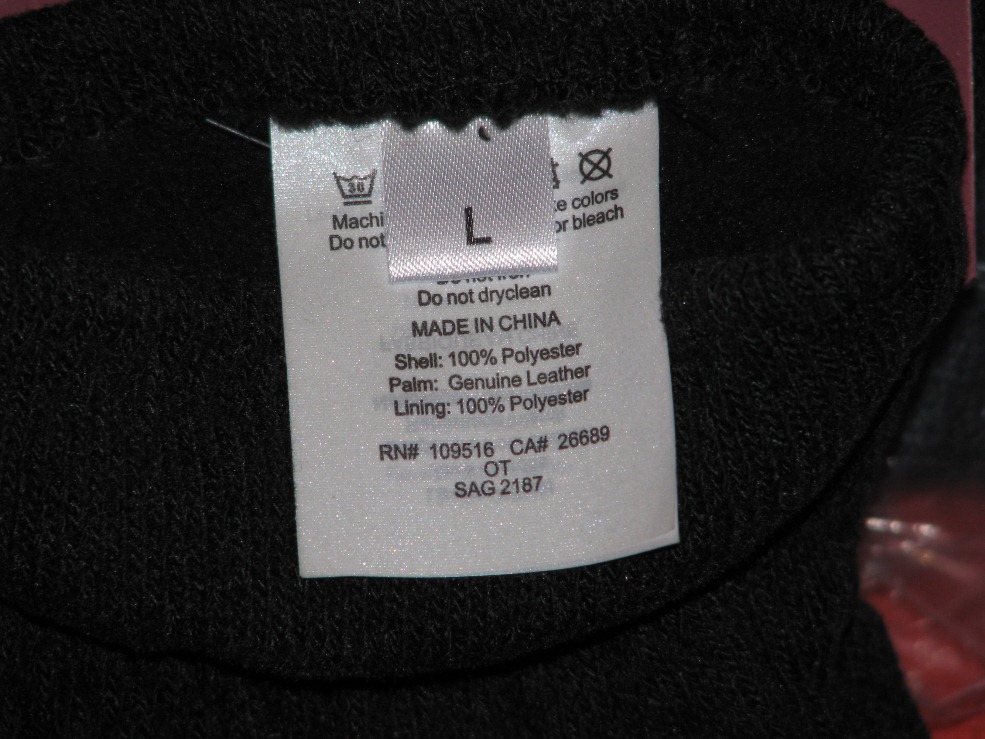 30
Machi
e colors
Do not
or bleach
L
Do not dryclean
MADE IN CHINA
Shell: 100% Polyester
Palm: Genuine Leather
Lining: 100% Polyester
RN# 109516 CA# 26689
OT
SAG 2187